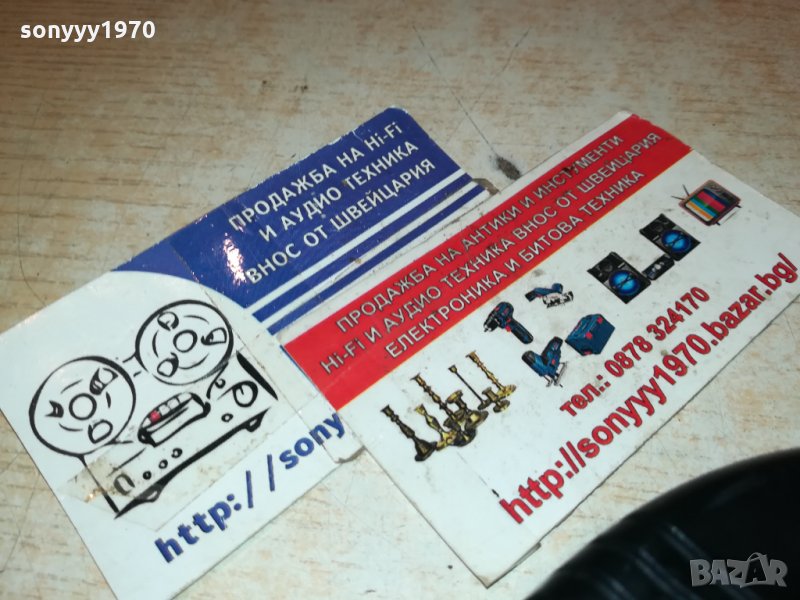 sonyyy1970
ПРОДАЖБА НА Hi-Fi
И АУДИО ТЕХНИКА
ВНОС ОТ ШВЕЙЦАРИЯ
http://sony
ПРОДАЖБА НА АНТИКИ И ИНСТУМЕНТИ
Hi-Fi И АУДИО ТЕХНИКА ВНОС ОТ ШВЕЙЦАРИЯ
ЕЛЕКТРОНИКА И БИТОВА ТЕХНИКА
тел.: 0878 324170
http://sonyyy1970.bazar.bg/
BAZAR